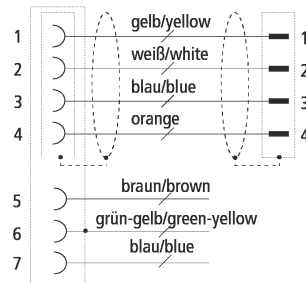 gelb/yellow
1 1
weiß/white
2 2
blau/blue
3 3
orange
4 4
braun/brown
5
grün-gelb/green-yellow
6
blau/blue
7